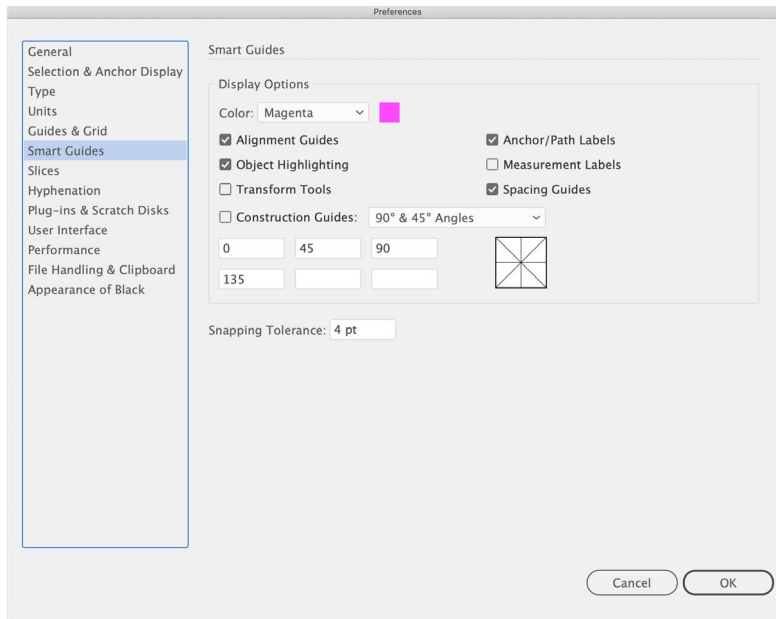 Preferences
General
Selection & Anchor Display
Type
Units
Guides & Grid
Smart Guides
Slices
Hyphenation
Plug-ins & Scratch Disks
User Interface
Performance
File Handling & Clipboard
Appearance of Black
Smart Guides
Display Options
Color: Magenta
Alignment Guides
Anchor/Path Labels
Object Highlighting
Measurement Labels
Transform Tools
Spacing Guides
Construction Guides: 90° & 45° Angles
0 45 90
135
Snapping Tolerance: 4 pt
Cancel OK